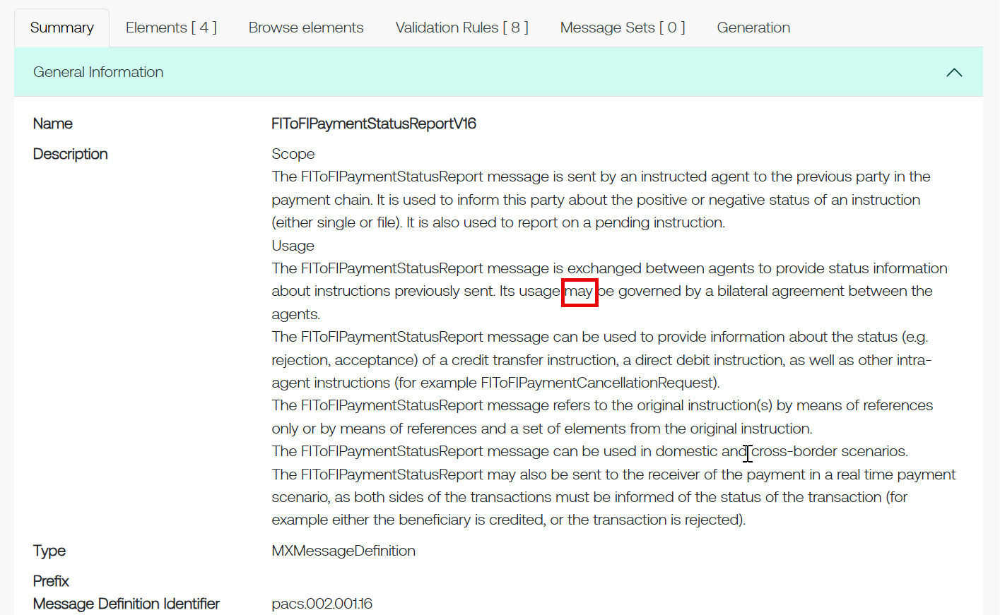 Summary
Elements [ 4 ]
Browse elements
Validation Rules [ 8 ]
Message Sets [ 0 ]
Generation
General Information
Name
FIToFIPaymentStatusReportV16
Description
Scope
The FIToFIPaymentStatusReport message is sent by an instructed agent to the previous party in the
payment chain. It is used to inform this party about the positive or negative status of an instruction
(either single or file). It is also used to report on a pending instruction.
Usage
The FIToFIPaymentStatusReport message is exchanged between agents to provide status information
about instructions previously sent. Its usage may be governed by a bilateral agreement between the
agents.
The FIToFIPaymentStatusReport message can be used to provide information about the status (e.g.
rejection, acceptance) of a credit transfer instruction, a direct debit instruction, as well as other intra-
agent instructions (for example FIToFIPaymentCancellationRequest).
The FIToFIPaymentStatusReport message refers to the original instruction(s) by means of references
only or by means of references and a set of elements from the original instruction.
The FIToFIPaymentStatusReport message can be used in domestic and cross-border scenarios.
The FIToFIPaymentStatusReport may also be sent to the receiver of the payment in a real time payment
scenario, as both sides of the transactions must be informed of the status of the transaction (for
example either the beneficiary is credited, or the transaction is rejected).
Type
MXMessageDefinition
Prefix
Message Definition Identifier
pacs.002.001.16